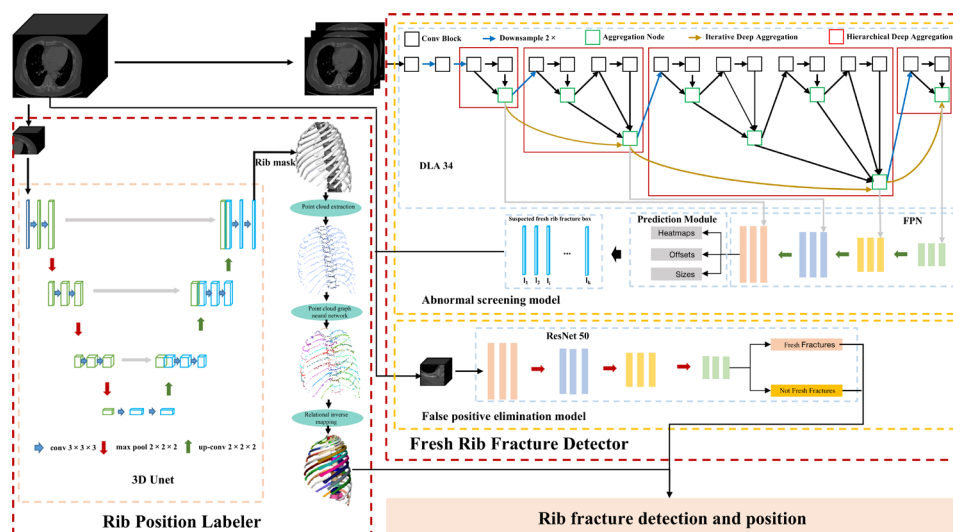 Conv Block
Downsample 2 ×
Aggregation Node
Iterative Deep Aggregation
Hierarchical Deep Aggregation
DLA 34
Rib mask
Point cloud extraction
Suspected fresh rib fracture box
I₁ I₂ I₃ ... Iₖ
Prediction Module
Heatmaps
Offsets
Sizes
FPN
Abnormal screening model
Point cloud graph
neural network
ResNet 50
Fresh Fractures
Not Fresh Fractures
False positive elimination model
Relational inverse
mapping
Fresh Rib Fracture Detector
conv 3 × 3 × 3
max pool 2 × 2 × 2
up-conv 2 × 2 × 2
3D Unet
Rib Position Labeler
Rib fracture detection and position